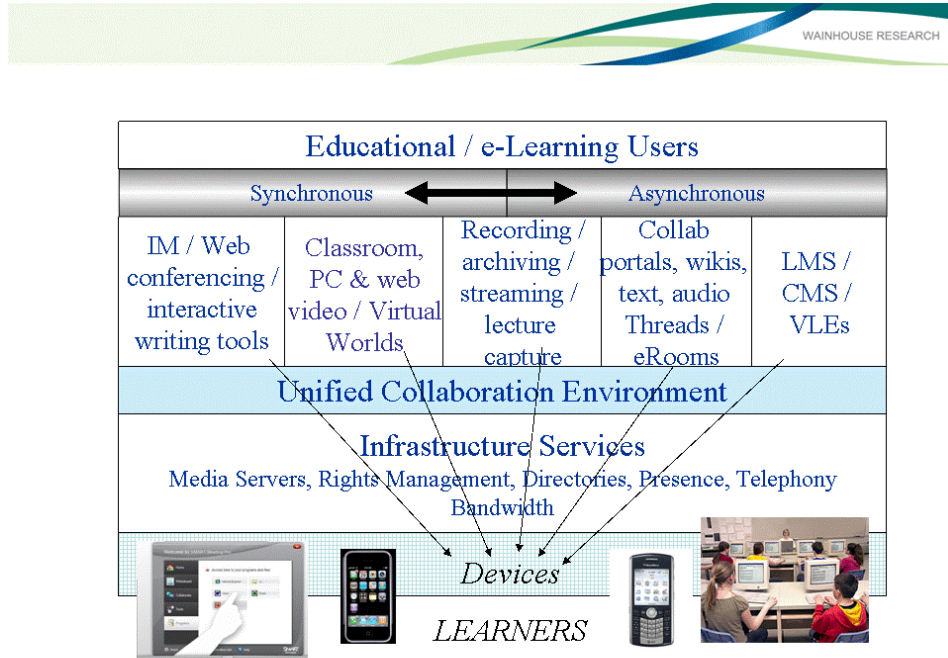 WAINHOUSE RESEARCH
Educational / e-Learning Users
Synchronous
Asynchronous
IM / Web
conferencing /
interactive
writing tools
Classroom,
PC & web
video / Virtual
Worlds
Recording /
archiving /
streaming /
lecture
capture
Collab
portals, wikis,
text, audio
Threads /
eRooms
LMS /
CMS /
VLEs
Unified Collaboration Environment
Infrastructure Services
Media Servers, Rights Management, Directories, Presence, Telephony
Bandwidth
Devices
LEARNERS